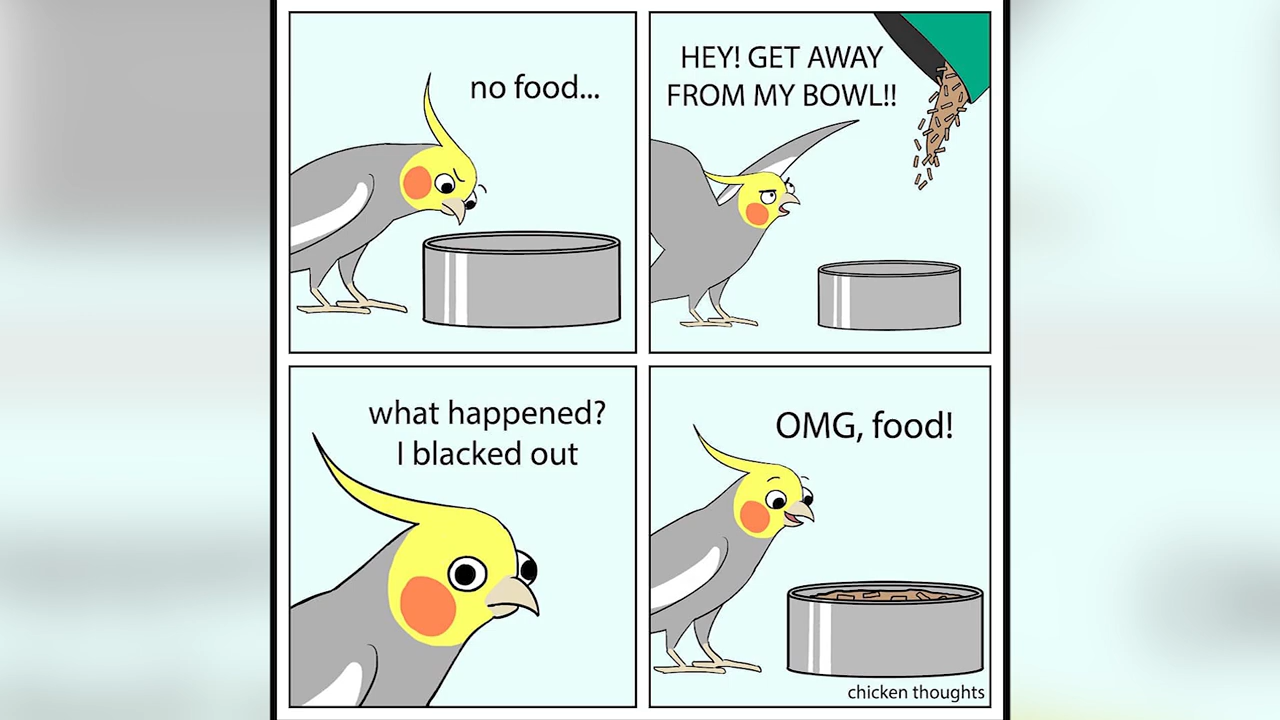 no food...
HEY! GET AWAY
FROM MY BOWL!!
what happened?
I blacked out
OMG, food!
chicken thoughts